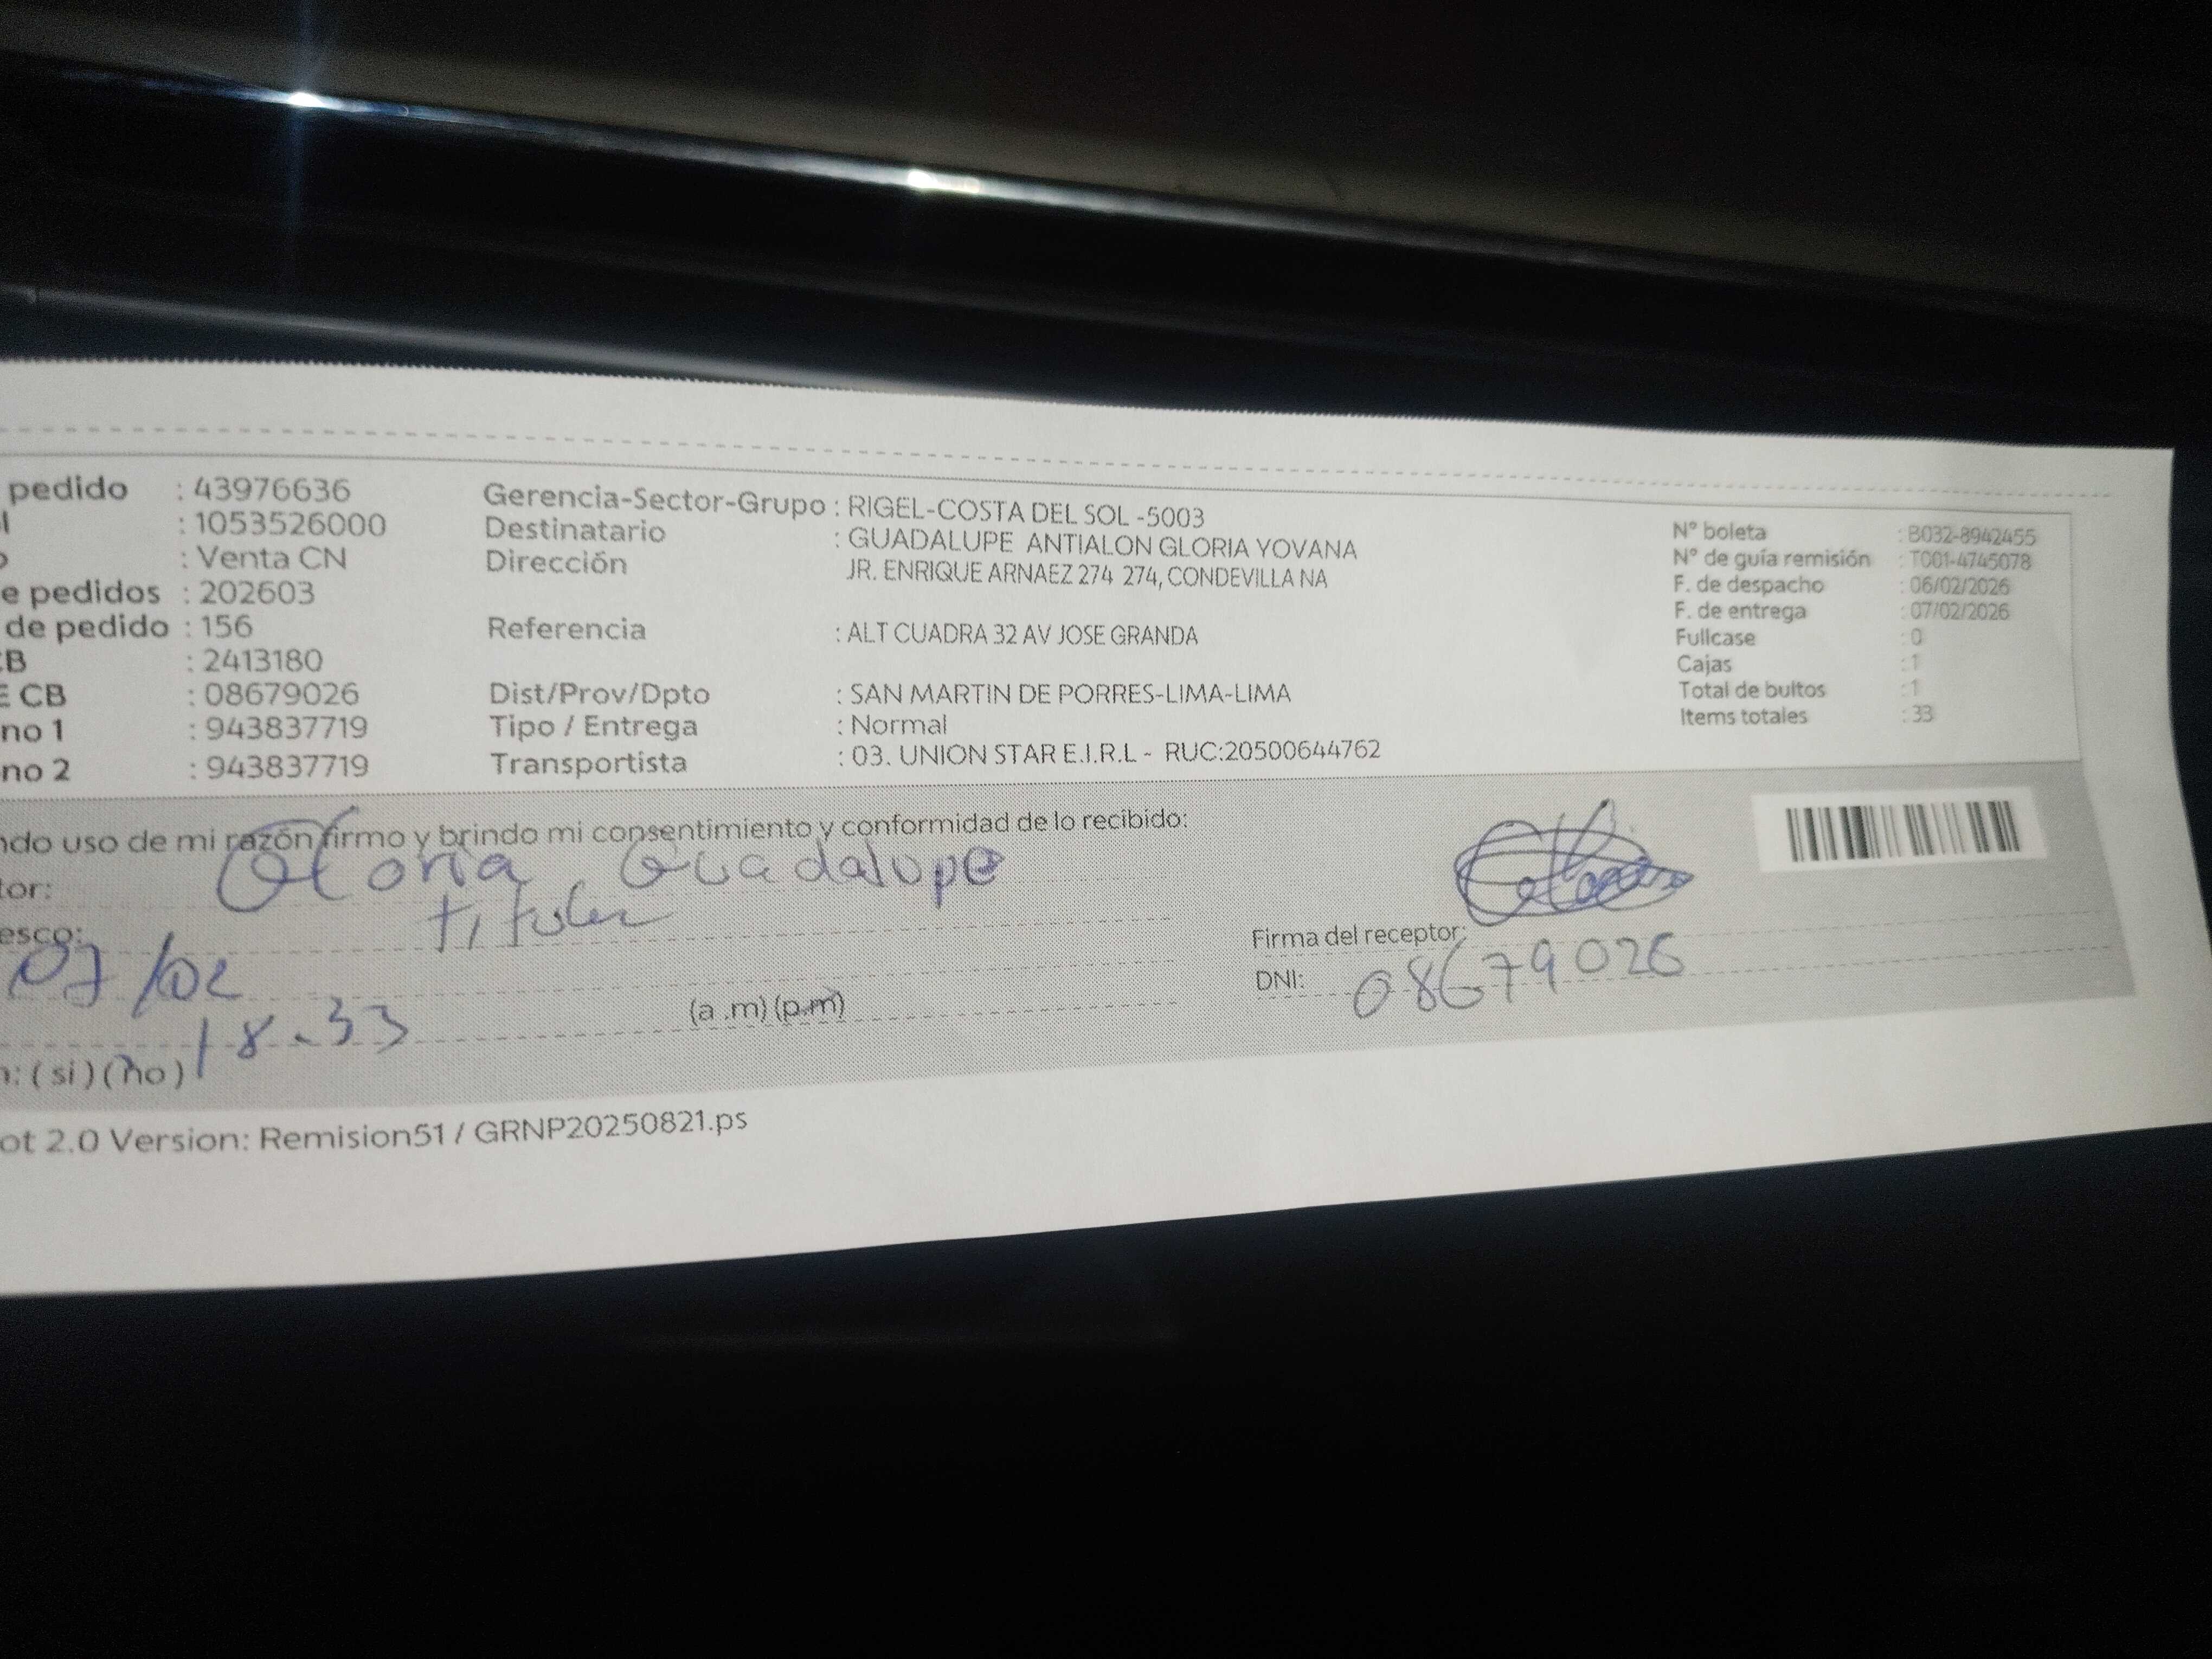 pedido : 43976636
l : 1053526000
o : Venta CN
e pedidos : 202603
de pedido : 156
CB : 2413180
E CB : 08679026
no 1 : 943837719
no 2 : 943837719
Gerencia-Sector-Grupo : RIGEL-COSTA DEL SOL -5003
Destinatario : GUADALUPE ANTIALON GLORIA YOVANA
Dirección JR. ENRIQUE ARNAEZ 274 274, CONDEVILLA NA
Referencia : ALT CUADRA 32 AV JOSE GRANDA
Dist/Prov/Dpto : SAN MARTIN DE PORRES-LIMA-LIMA
Tipo / Entrega : Normal
Transportista : 03. UNION STAR E.I.R.L - RUC:20500644762
N° boleta : B032-8942455
N° de guía remisión : T001-4745078
F. de despacho : 06/02/2026
F. de entrega : 07/02/2026
Fullcase : 0
Cajas : 1
Total de bultos : 1
Items totales : 33
ndo uso de mi razón firmo y brindo mi consentimiento y conformidad de lo recibido:
tor: Gloria Guadalupe
esco: titular
07/02
18.33 (a .m) (p.m)
n: ( si ) ( no )
Firma del receptor:
DNI: 08679026
ot 2.0 Version: Remision51 / GRNP20250821.ps